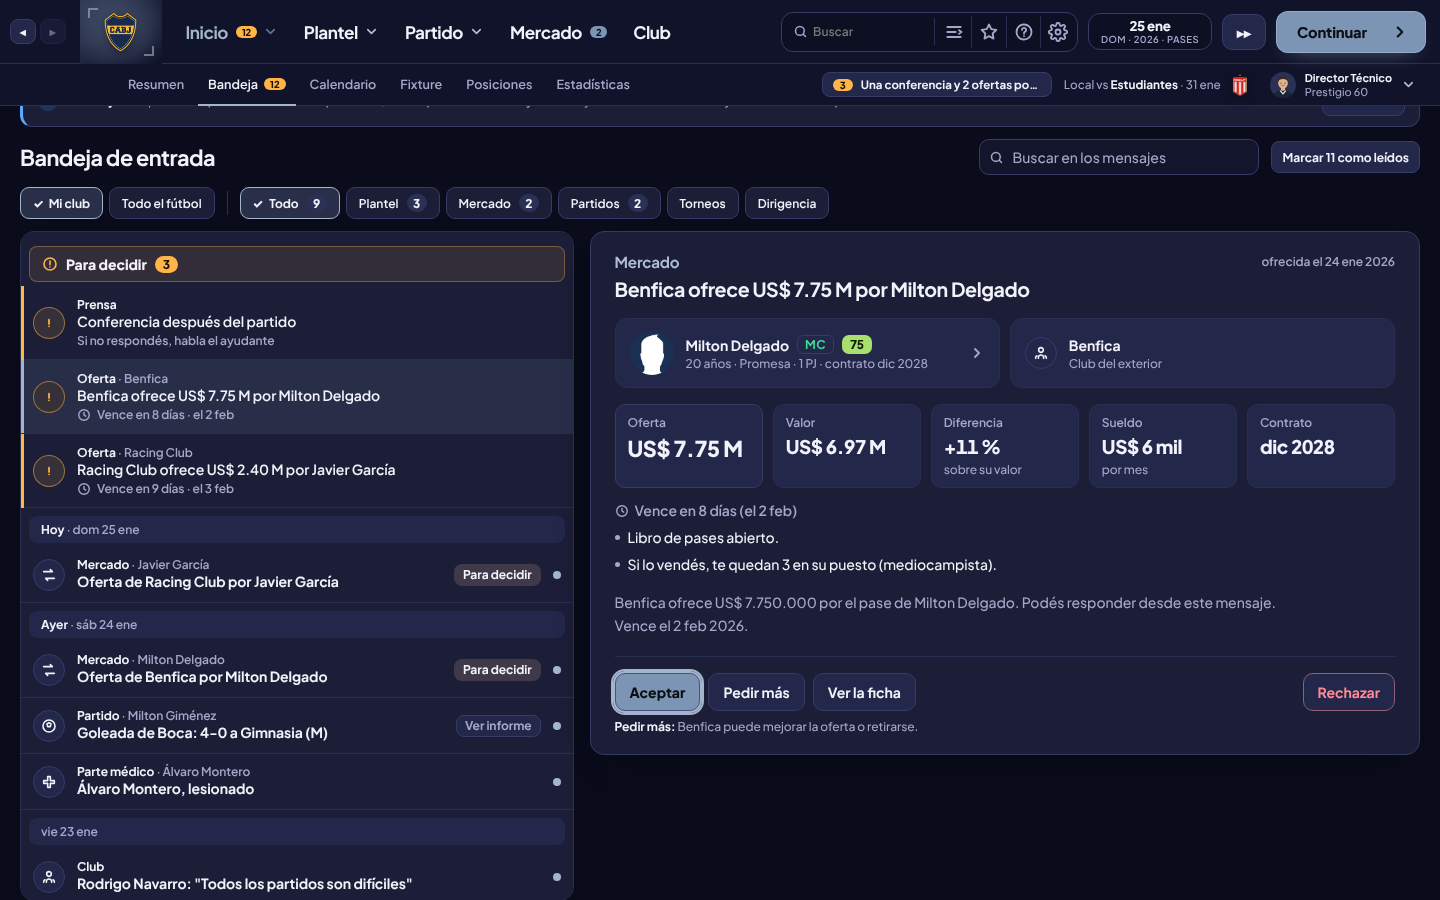 CABJ
Inicio 12
Plantel
Partido
Mercado 2
Club
Buscar
25 ene
DOM · 2026 · PASES
Continuar
Resumen
Bandeja 12
Calendario
Fixture
Posiciones
Estadísticas
3 Una conferencia y 2 ofertas po...
Local vs Estudiantes · 31 ene
Director Técnico
Prestigio 60
Bandeja de entrada
Buscar en los mensajes
Marcar 11 como leídos
Mi club
Todo el fútbol
Todo 9
Plantel 3
Mercado 2
Partidos 2
Torneos
Dirigencia
Para decidir 3
Prensa
Conferencia después del partido
Si no respondés, habla el ayudante
Oferta · Benfica
Benfica ofrece US$ 7.75 M por Milton Delgado
Vence en 8 días · el 2 feb
Oferta · Racing Club
Racing Club ofrece US$ 2.40 M por Javier García
Vence en 9 días · el 3 feb
Hoy · dom 25 ene
Mercado · Javier García
Oferta de Racing Club por Javier García
Para decidir
Ayer · sáb 24 ene
Mercado · Milton Delgado
Oferta de Benfica por Milton Delgado
Para decidir
Partido · Milton Giménez
Goleada de Boca: 4-0 a Gimnasia (M)
Ver informe
Parte médico · Álvaro Montero
Álvaro Montero, lesionado
vie 23 ene
Club
Rodrigo Navarro: "Todos los partidos son difíciles"
Mercado
ofrecida el 24 ene 2026
Benfica ofrece US$ 7.75 M por Milton Delgado
Milton Delgado MC 75
20 años · Promesa · 1 PJ · contrato dic 2028
Benfica
Club del exterior
Oferta
US$ 7.75 M
Valor
US$ 6.97 M
Diferencia
+11 %
sobre su valor
Sueldo
US$ 6 mil
por mes
Contrato
dic 2028
Vence en 8 días (el 2 feb)
• Libro de pases abierto.
• Si lo vendés, te quedan 3 en su puesto (mediocampista).
Benfica ofrece US$ 7.750.000 por el pase de Milton Delgado. Podés responder desde este mensaje.
Vence el 2 feb 2026.
Aceptar
Pedir más
Ver la ficha
Rechazar
Pedir más: Benfica puede mejorar la oferta o retirarse.